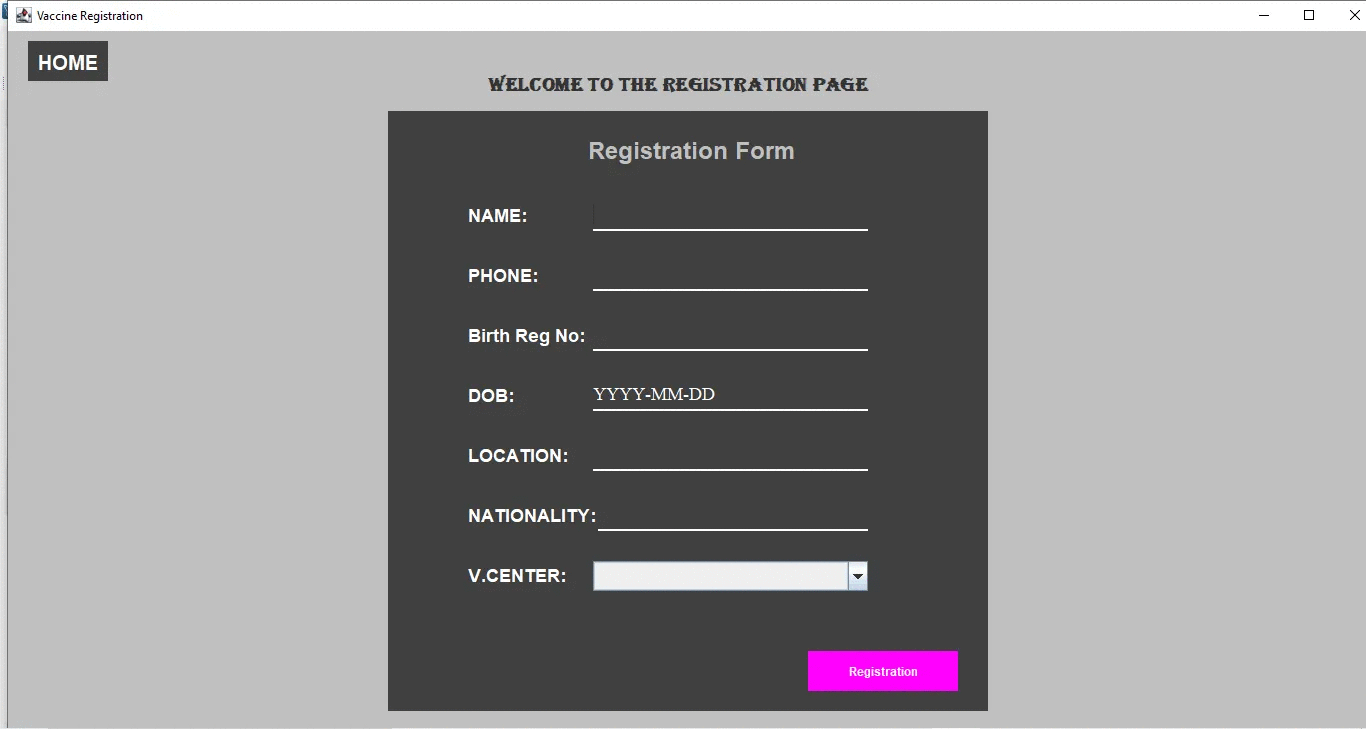 Vaccine Registration
HOME
WELCOME TO THE REGISTRATION PAGE
Registration Form
NAME:
PHONE:
Birth Reg No:
DOB: YYYY-MM-DD
LOCATION:
NATIONALITY:
V.CENTER:
Registration